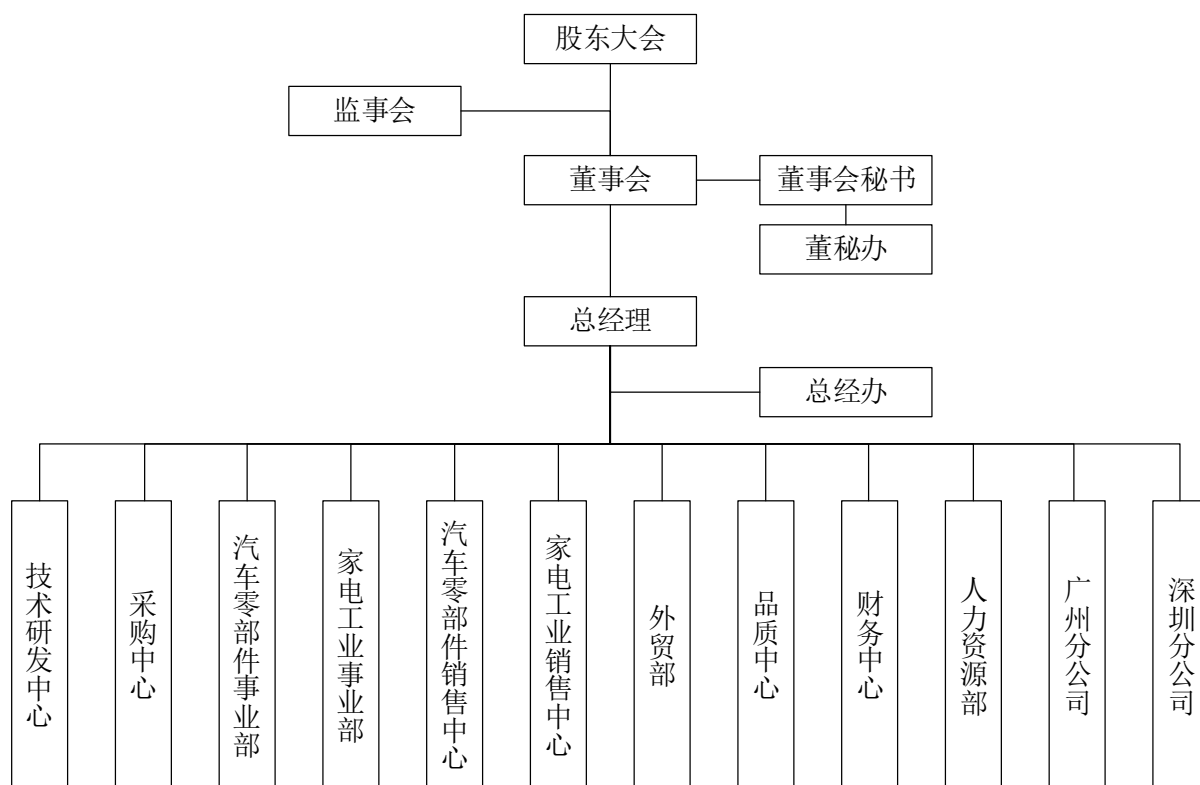 股东大会
监事会
董事会
董事会秘书
董秘办
总经理
总经办
技术研发中心
采购中心
汽车零部件事业部
家电工业事业部
汽车零部件销售中心
家电工业销售中心
外贸部
品质中心
财务中心
人力资源部
广州分公司
深圳分公司